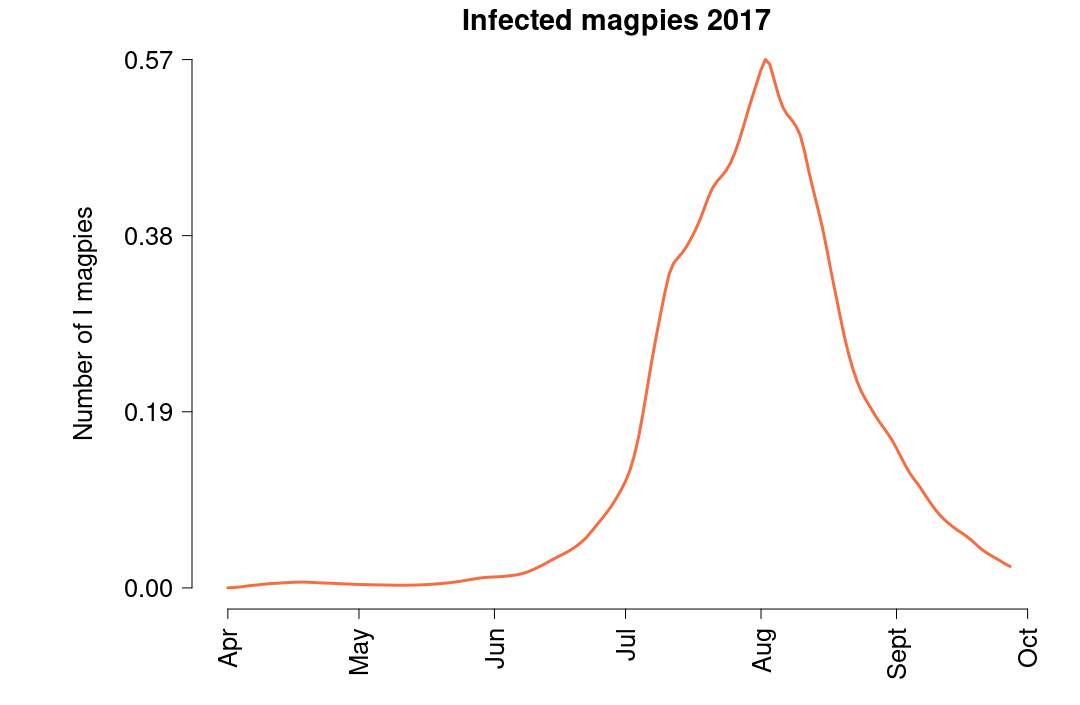 Infected magpies 2017
Number of I magpies
0.57
0.38
0.19
0.00
Apr
May
Jun
Jul
Aug
Sept
Oct